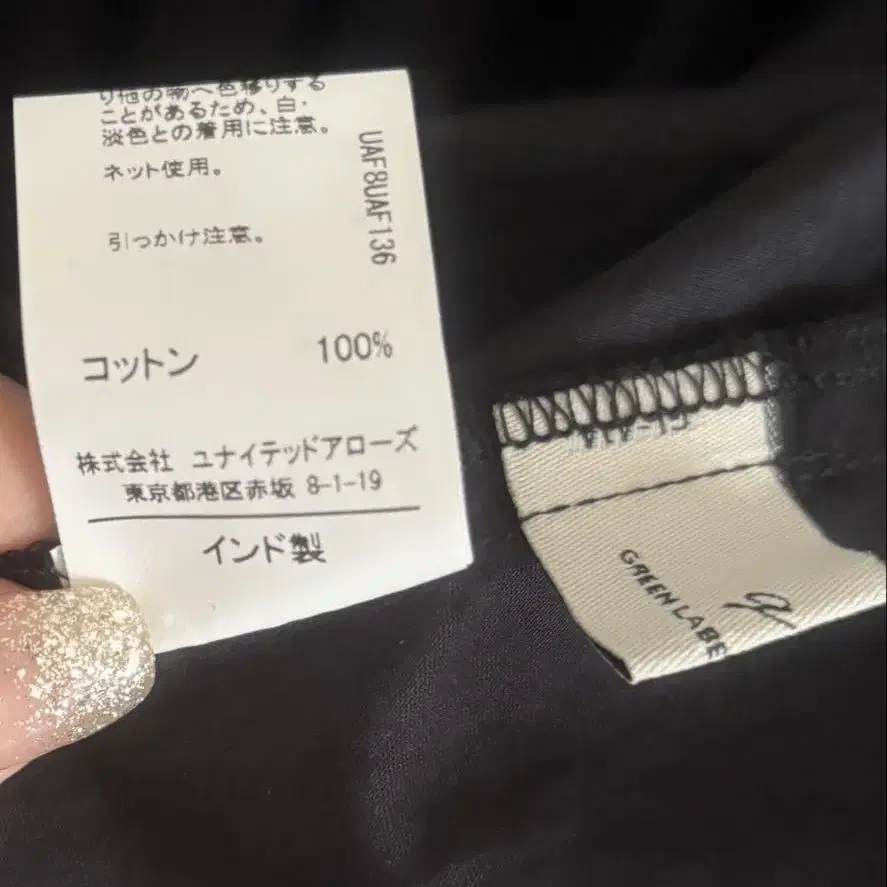 り他の物へ色移りする
ことがあるため、白・
淡色との着用に注意。
ネット使用。
引っかけ注意。
UAF8UAF136
コットン 100%
株式会社 ユナイテッドアローズ
東京都港区赤坂 8-1-19
インド製
GREEN LABE